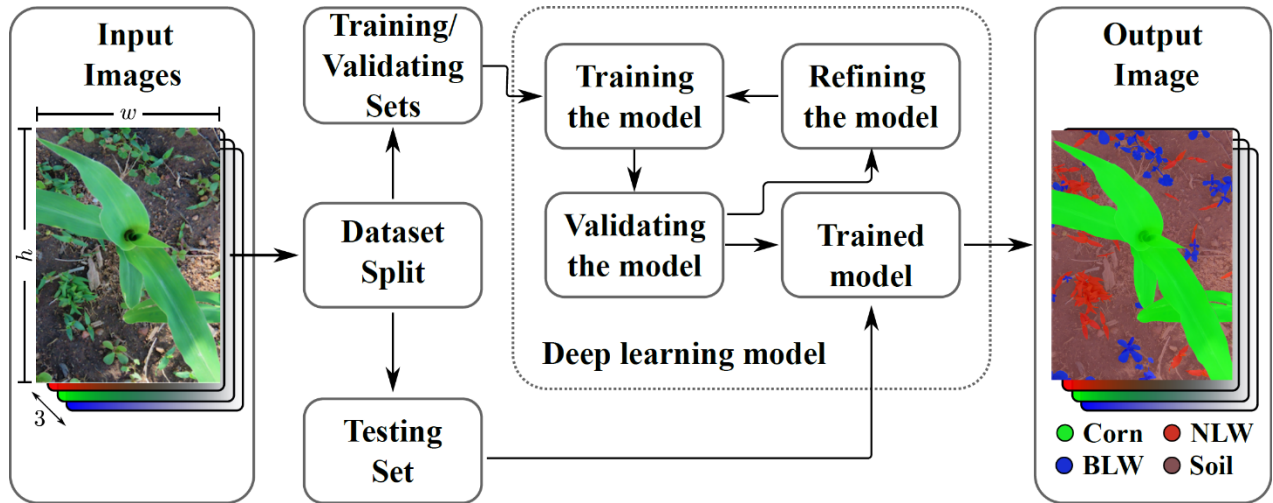 Input
Images
w
h
3
Training/
Validating
Sets
Dataset
Split
Testing
Set
Training
the model
Refining
the model
Validating
the model
Trained
model
Deep learning model
Output
Image
Corn
NLW
BLW
Soil